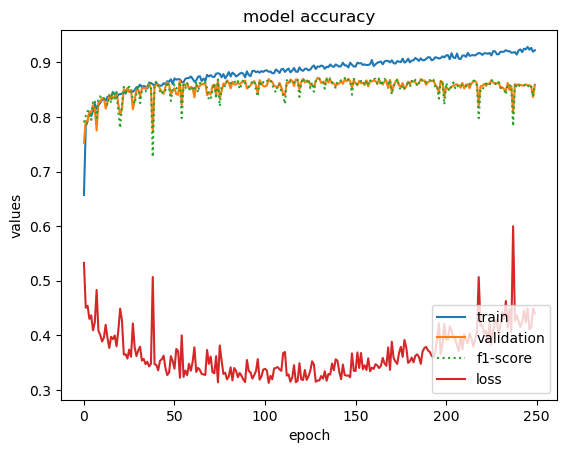 model accuracy
values
0.9
0.8
0.7
0.6
0.5
0.4
0.3
train
validation
f1-score
loss
0
50
100
150
200
250
epoch